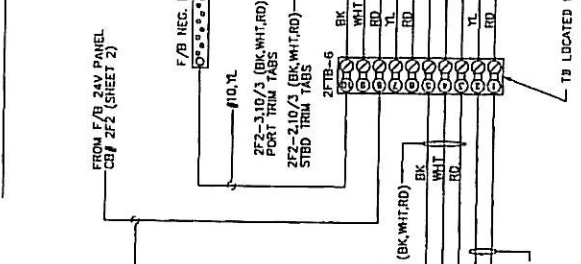 FROM F/B 24V PANEL
CB# 2F2 (SHEET 2)
F/B NEG.
#10,YL
2F2-3,10/3 (BK,WHT,RD)
PORT TRIM TABS
2F2-2,10/3 (BK,WHT,RD)
STBD TRIM TABS
2FTB-6
BK
WHT
RD
YL
RD
YL
RD
(BK,WHT,RD)
BK
WHT
RD
TB LOCATED